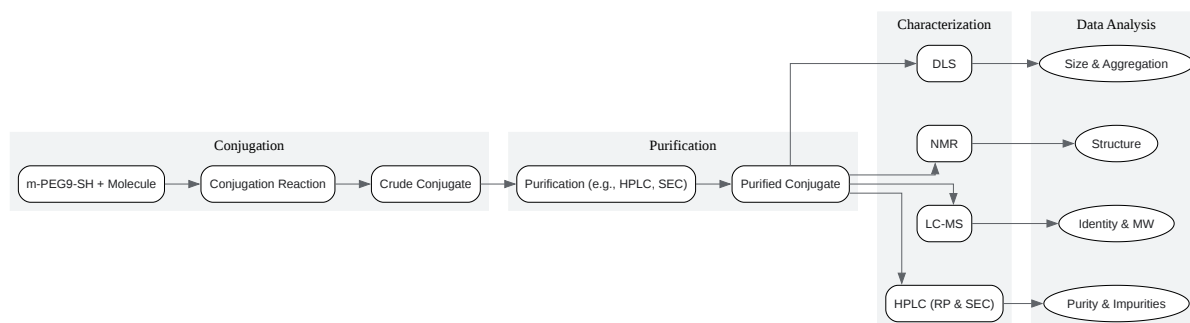 Characterization
Data Analysis
DLS
Size & Aggregation
Conjugation
Purification
NMR
Structure
m-PEG9-SH + Molecule
Conjugation Reaction
Crude Conjugate
Purification (e.g., HPLC, SEC)
Purified Conjugate
LC-MS
Identity & MW
HPLC (RP & SEC)
Purity & Impurities